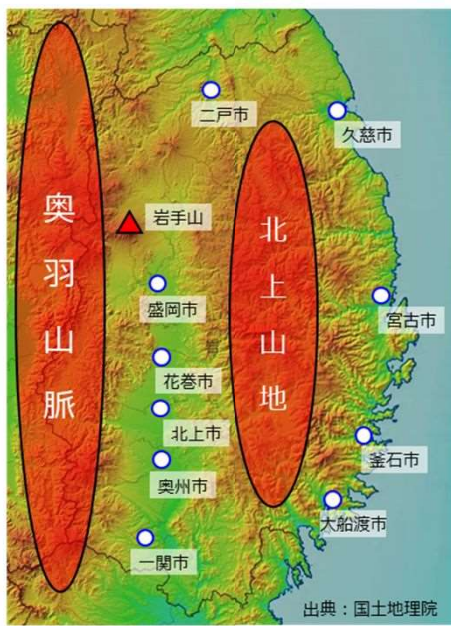 二戸市
久慈市
奥羽山脈
岩手山
北上山地
盛岡市
宮古市
花巻市
北上市
釜石市
奥州市
大船渡市
一関市
出典：国土地理院